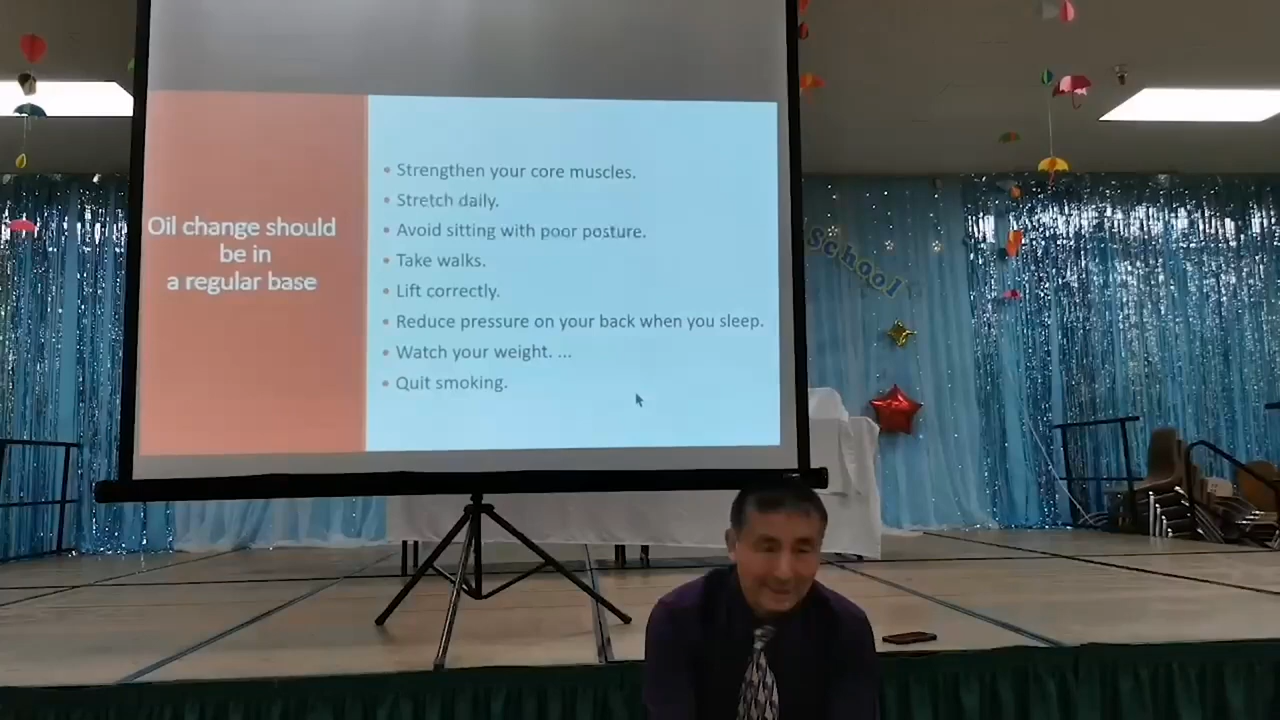 Oil change should
be in
a regular base
• Strengthen your core muscles.
• Stretch daily.
• Avoid sitting with poor posture.
• Take walks.
• Lift correctly.
• Reduce pressure on your back when you sleep.
• Watch your weight. ...
• Quit smoking.
School